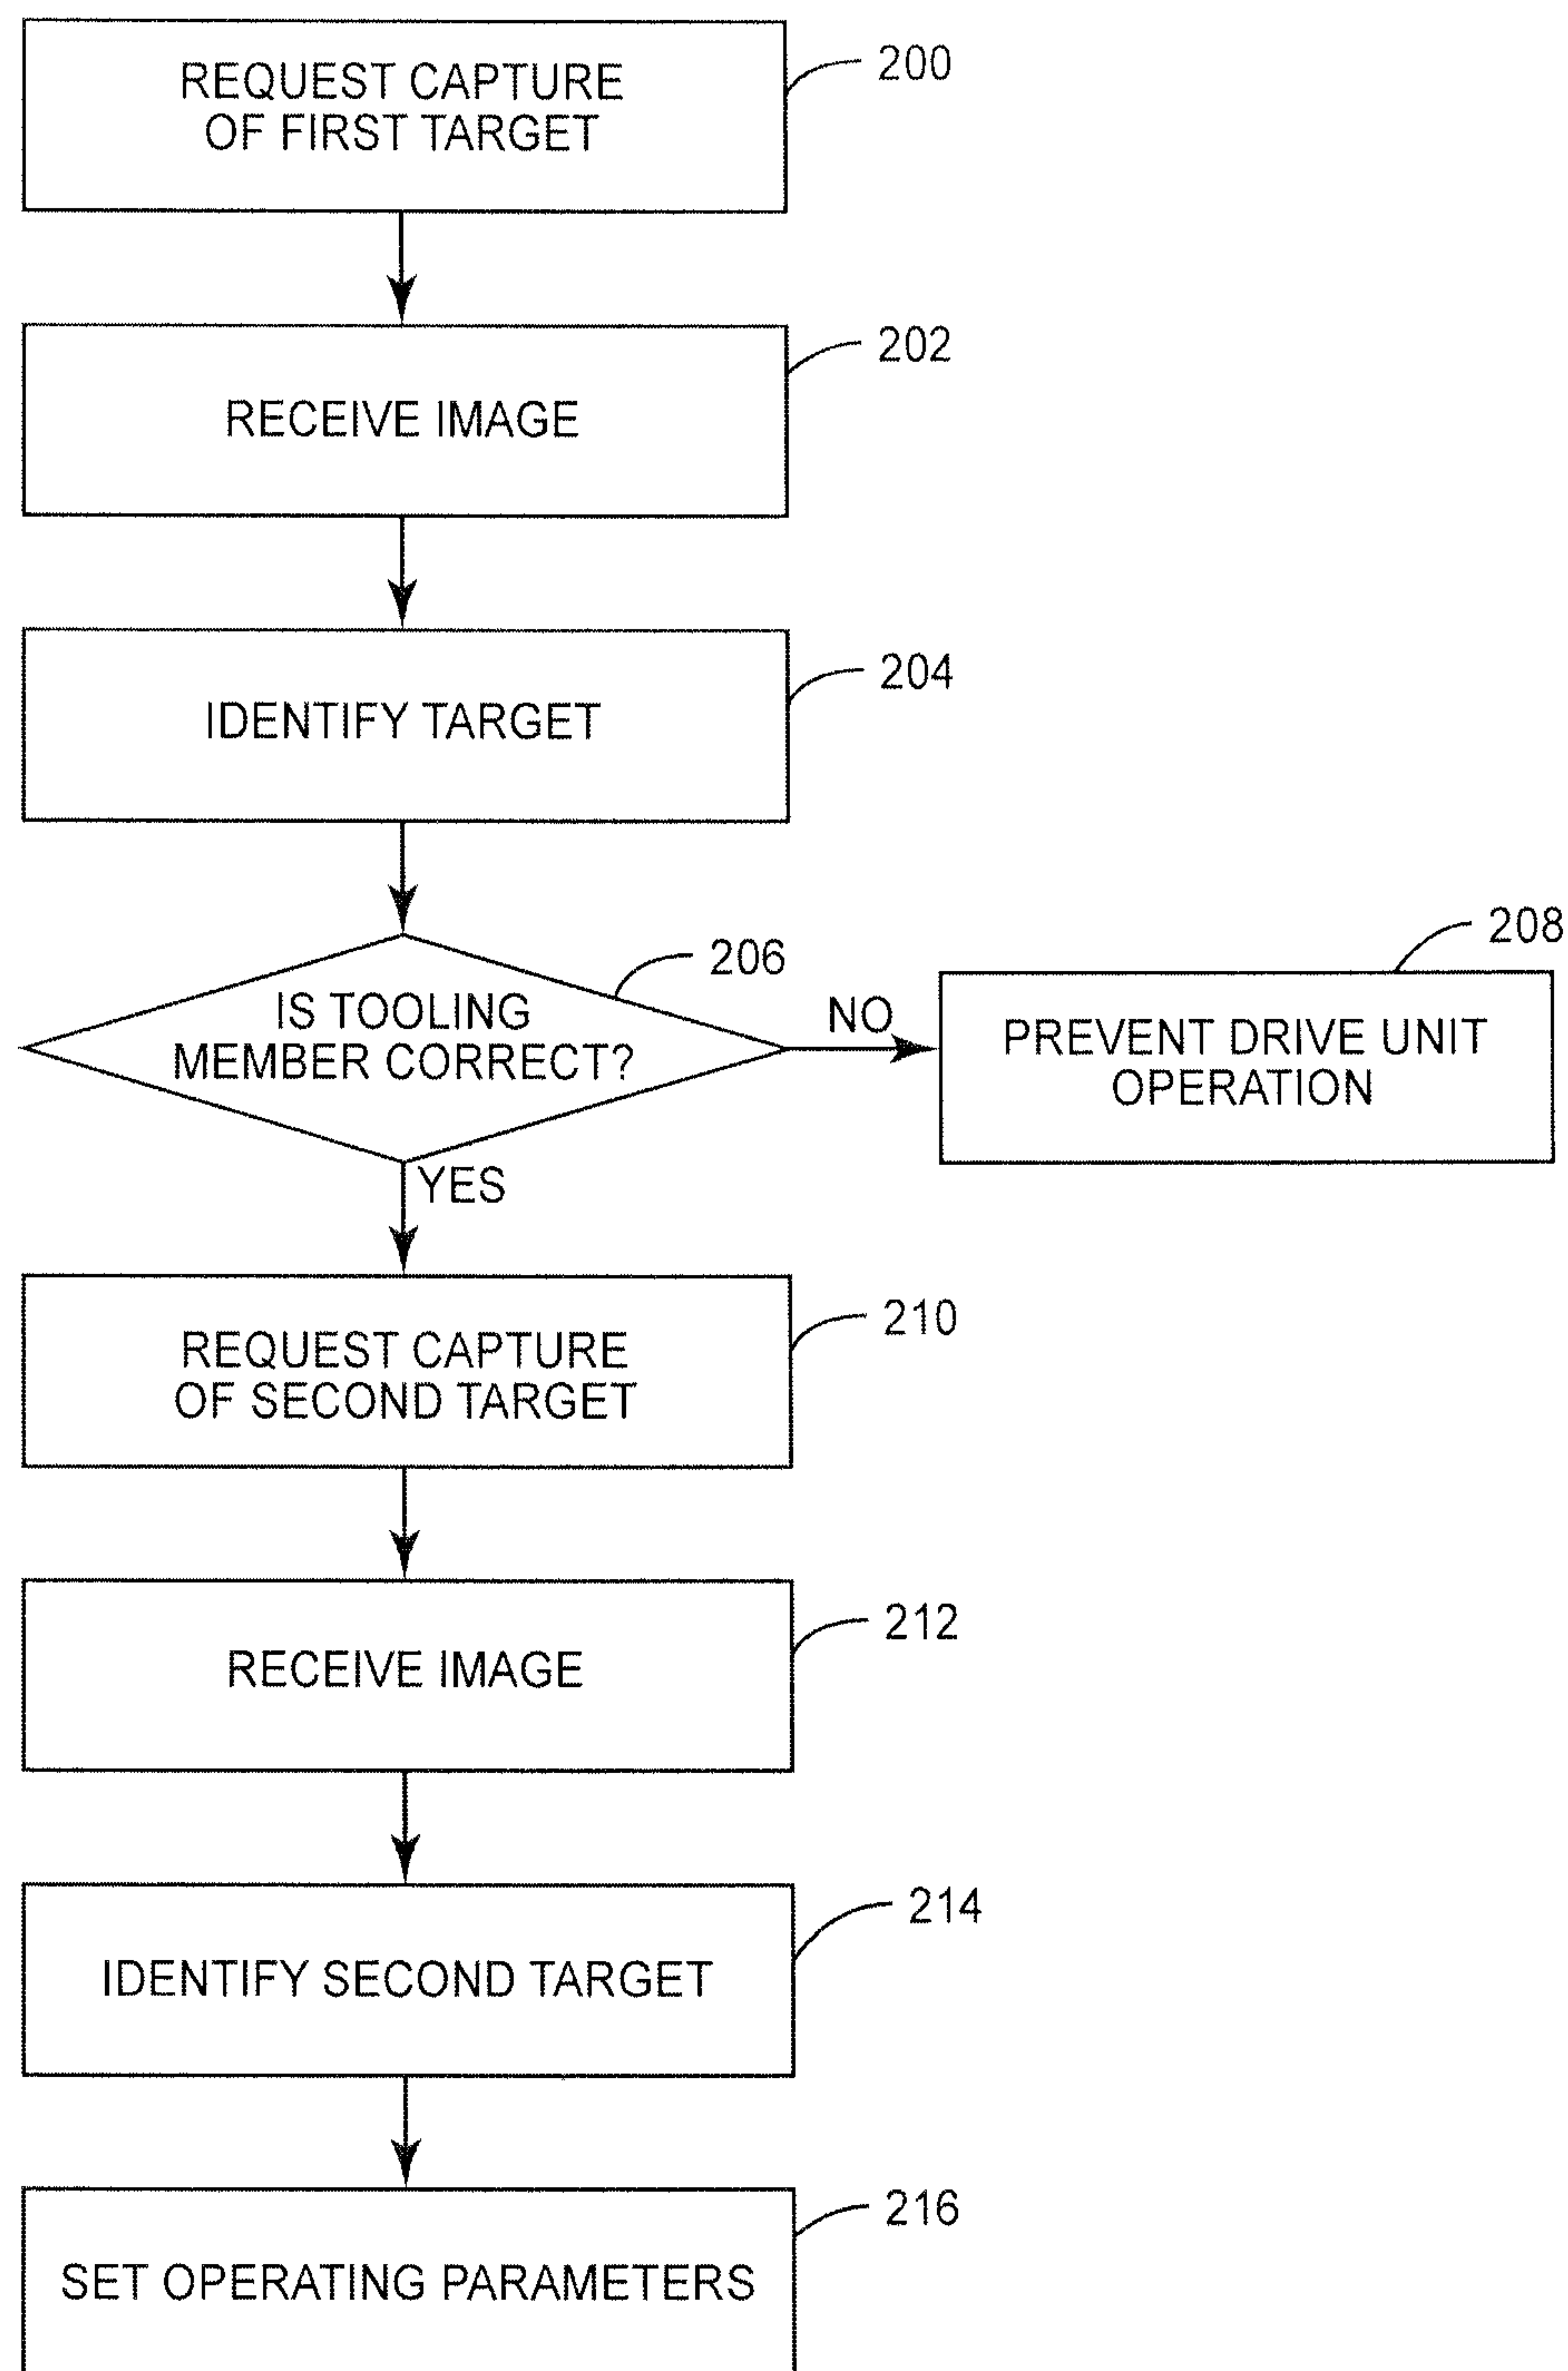 REQUEST CAPTURE
OF FIRST TARGET
200
RECEIVE IMAGE
202
IDENTIFY TARGET
204
IS TOOLING
MEMBER CORRECT?
206
NO
PREVENT DRIVE UNIT
OPERATION
208
YES
REQUEST CAPTURE
OF SECOND TARGET
210
RECEIVE IMAGE
212
IDENTIFY SECOND TARGET
214
SET OPERATING PARAMETERS
216